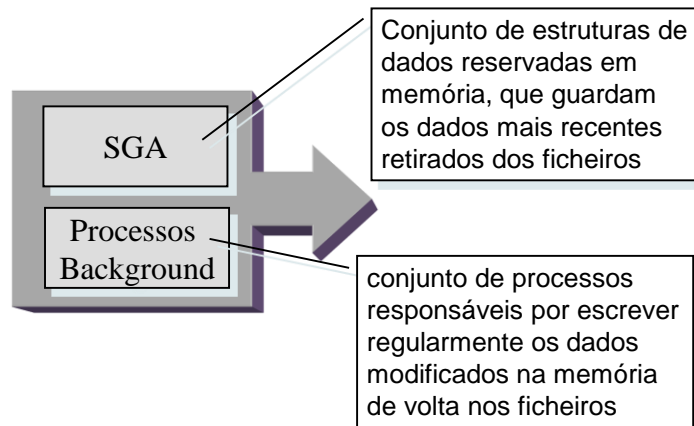 Conjunto de estruturas de
dados reservadas em
memória, que guardam
os dados mais recentes
retirados dos ficheiros
SGA
Processos
Background
conjunto de processos
responsáveis por escrever
regularmente os dados
modificados na memória
de volta nos ficheiros